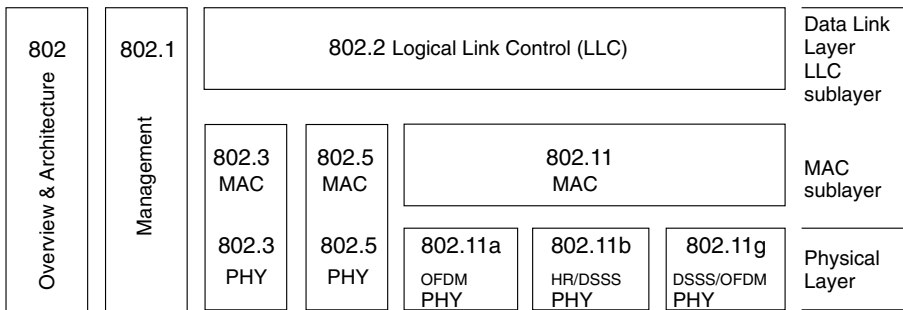 802
Overview & Architecture
802.1
Management
802.2 Logical Link Control (LLC)
Data Link
Layer
LLC
sublayer
802.3
MAC
802.5
MAC
802.11
MAC
MAC
sublayer
802.3
PHY
802.5
PHY
802.11a
OFDM
PHY
802.11b
HR/DSSS
PHY
802.11g
DSSS/OFDM
PHY
Physical
Layer